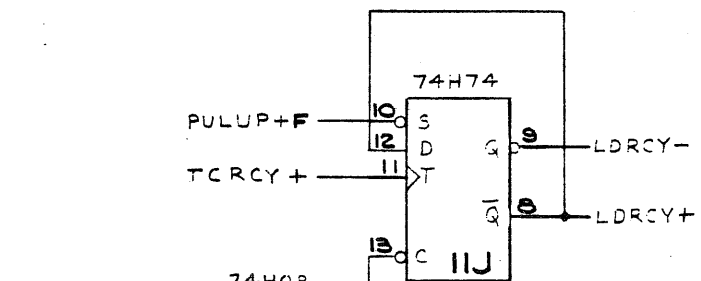 74H74
PULUP+F 10 S
12 D Q 9 LDRCY-
TCRCY+ 11 T
Q̅ 8 LDRCY+
13 C 11J